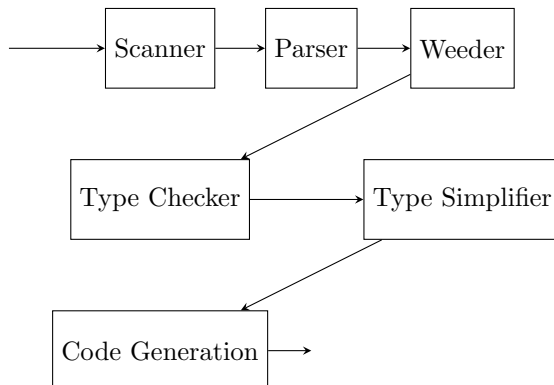 Scanner
Parser
Weeder
Type Checker
Type Simplifier
Code Generation